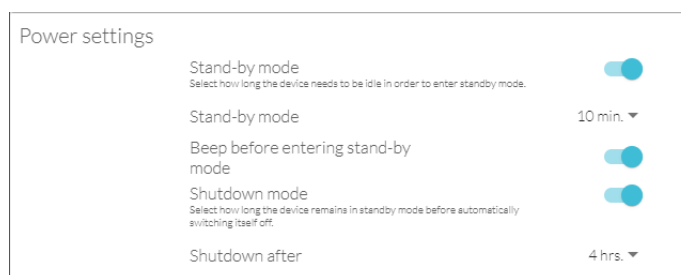 Power settings
Stand-by mode
Select how long the device needs to be idle in order to enter standby mode.
Stand-by mode 10 min.
Beep before entering stand-by
mode
Shutdown mode
Select how long the device remains in standby mode before automatically
switching itself off.
Shutdown after 4 hrs.